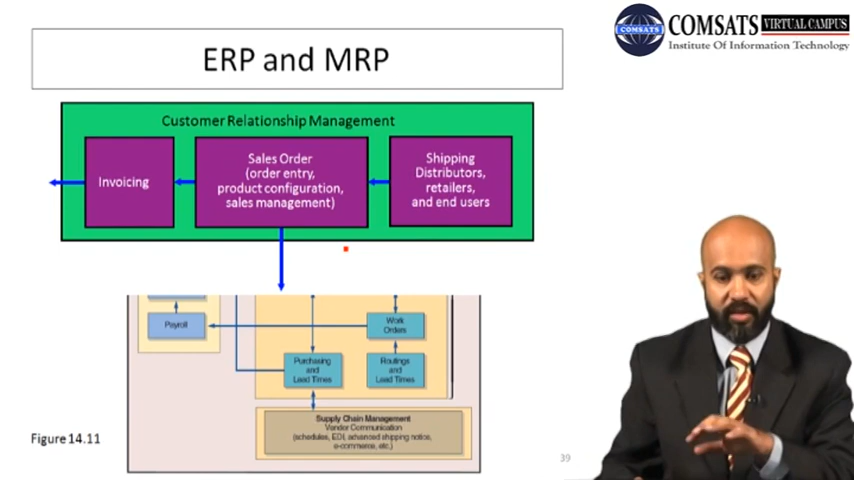 COMSATS VIRTUAL CAMPUS
COMSATS
Institute Of Information Technology
ERP and MRP
Customer Relationship Management
Invoicing
Sales Order
(order entry,
product configuration,
sales management)
Shipping
Distributors,
retailers,
and end users
Payroll
Work
Orders
Purchasing
and
Lead Times
Routings
and
Lead Times
Supply Chain Management
Vendor Communication
(schedules, EDI, advanced shipping notice,
e-commerce, etc.)
Figure 14.11
39